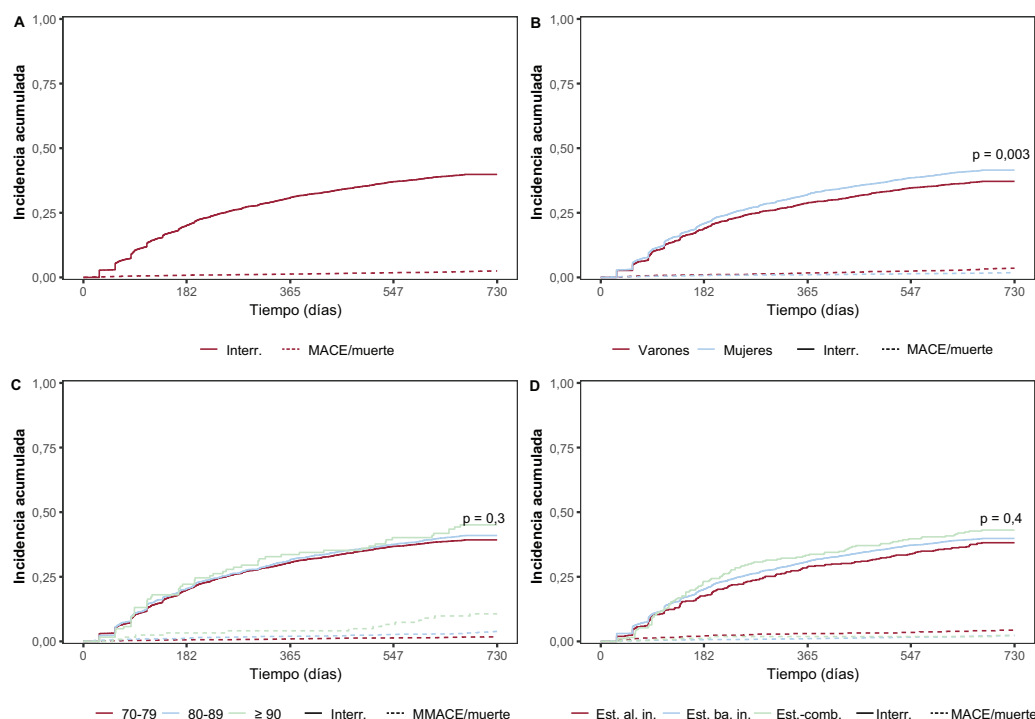 A
1,00
0,75
0,50
0,25
0,00
Incidencia acumulada
0 182 365 547 730
Tiempo (días)
Interr. MACE/muerte
B
1,00
0,75
0,50
0,25
0,00
Incidencia acumulada
p = 0,003
0 182 365 547 730
Tiempo (días)
Varones Mujeres Interr. MACE/muerte
C
1,00
0,75
0,50
0,25
0,00
Incidencia acumulada
p = 0,3
0 182 365 547 730
Tiempo (días)
70-79 80-89 ≥ 90 Interr. MMACE/muerte
D
1,00
0,75
0,50
0,25
0,00
Incidencia acumulada
p = 0,4
0 182 365 547 730
Tiempo (días)
Est. al. in. Est. ba. in. Est.-comb. Interr. MACE/muerte